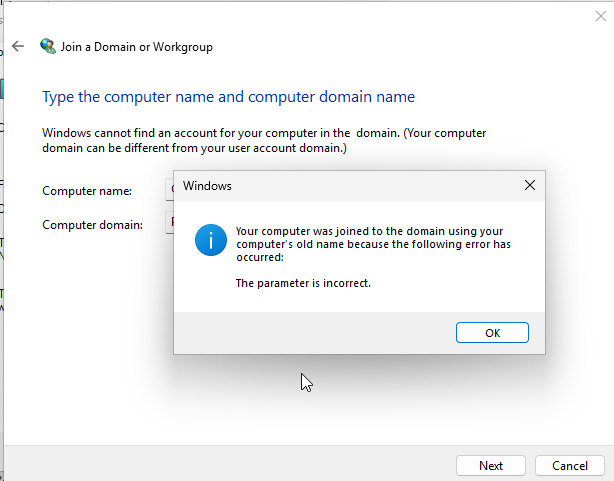 Join a Domain or Workgroup
Type the computer name and computer domain name
Windows cannot find an account for your computer in the  domain. (Your computer
domain can be different from your user account domain.)
Computer name:
Computer domain:
Windows
Your computer was joined to the domain using your
computer's old name because the following error has
occurred:
The parameter is incorrect.
OK
Next
Cancel